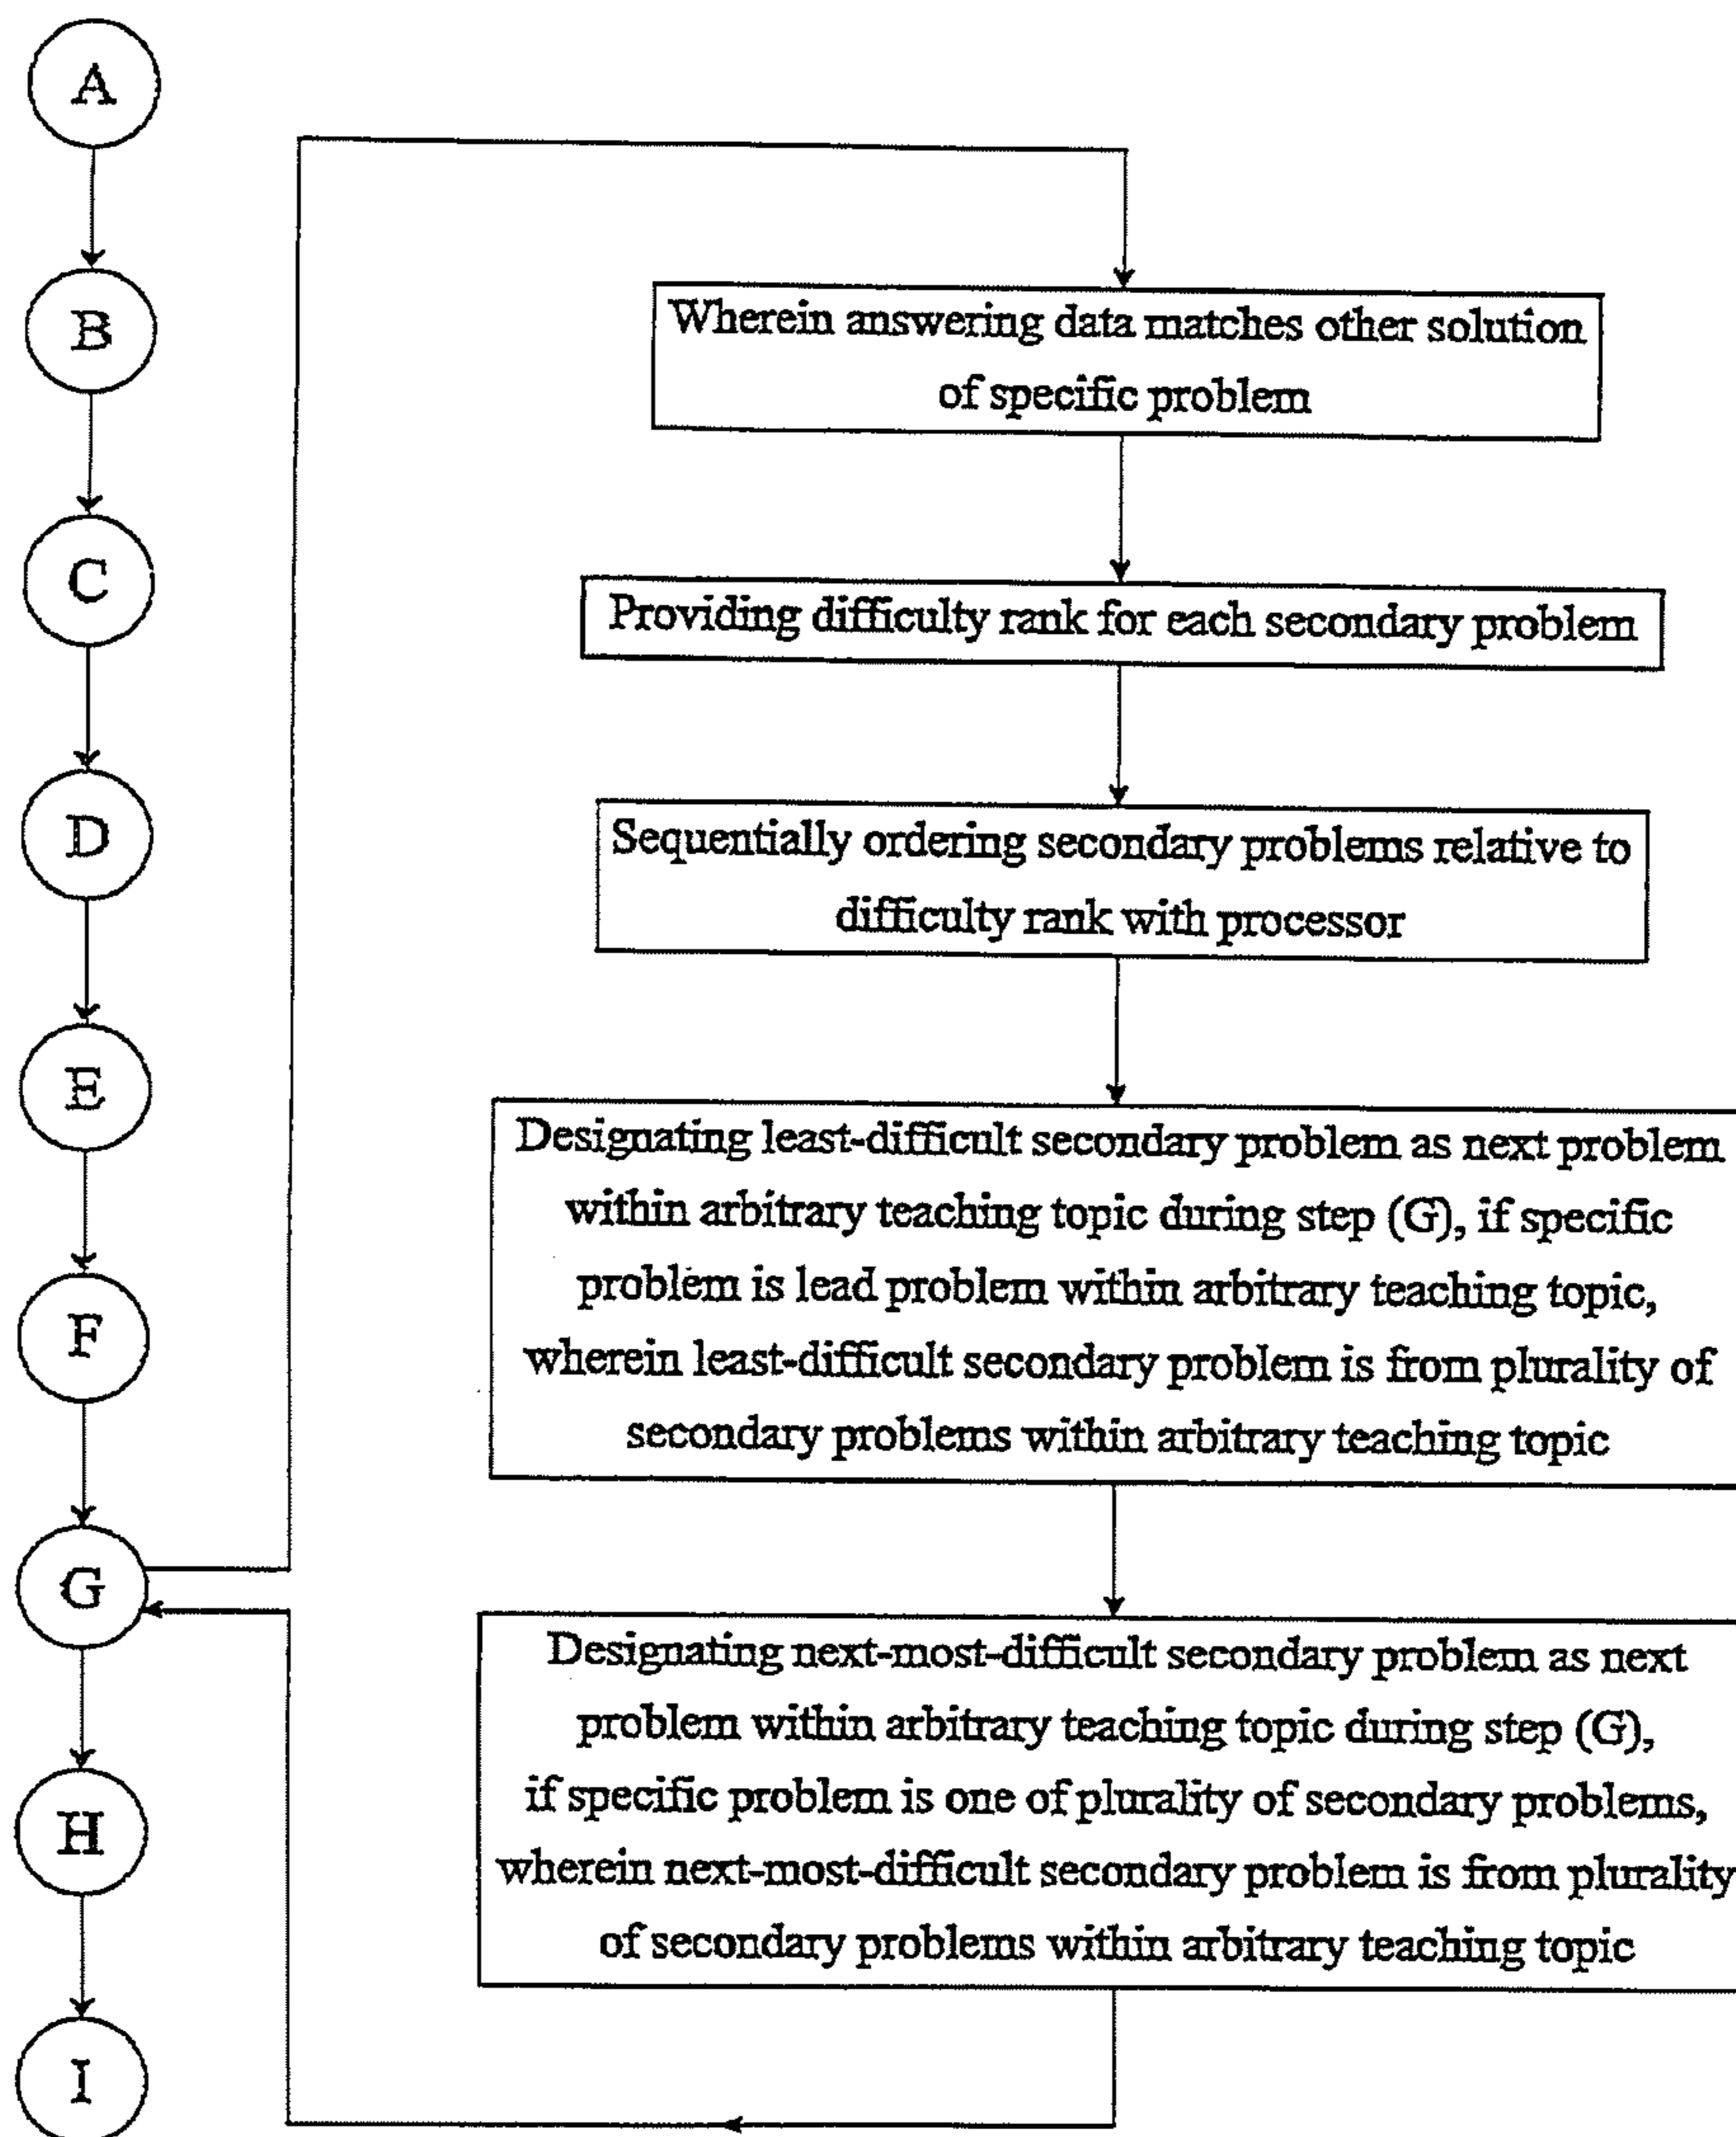 A
B
C
D
E
F
G
H
I
Wherein answering data matches other solution
of specific problem
Providing difficulty rank for each secondary problem
Sequentially ordering secondary problems relative to
difficulty rank with processor
Designating least-difficult secondary problem as next problem
within arbitrary teaching topic during step (G), if specific
problem is lead problem within arbitrary teaching topic,
wherein least-difficult secondary problem is from plurality of
secondary problems within arbitrary teaching topic
Designating next-most-difficult secondary problem as next
problem within arbitrary teaching topic during step (G),
if specific problem is one of plurality of secondary problems,
wherein next-most-difficult secondary problem is from plurality
of secondary problems within arbitrary teaching topic